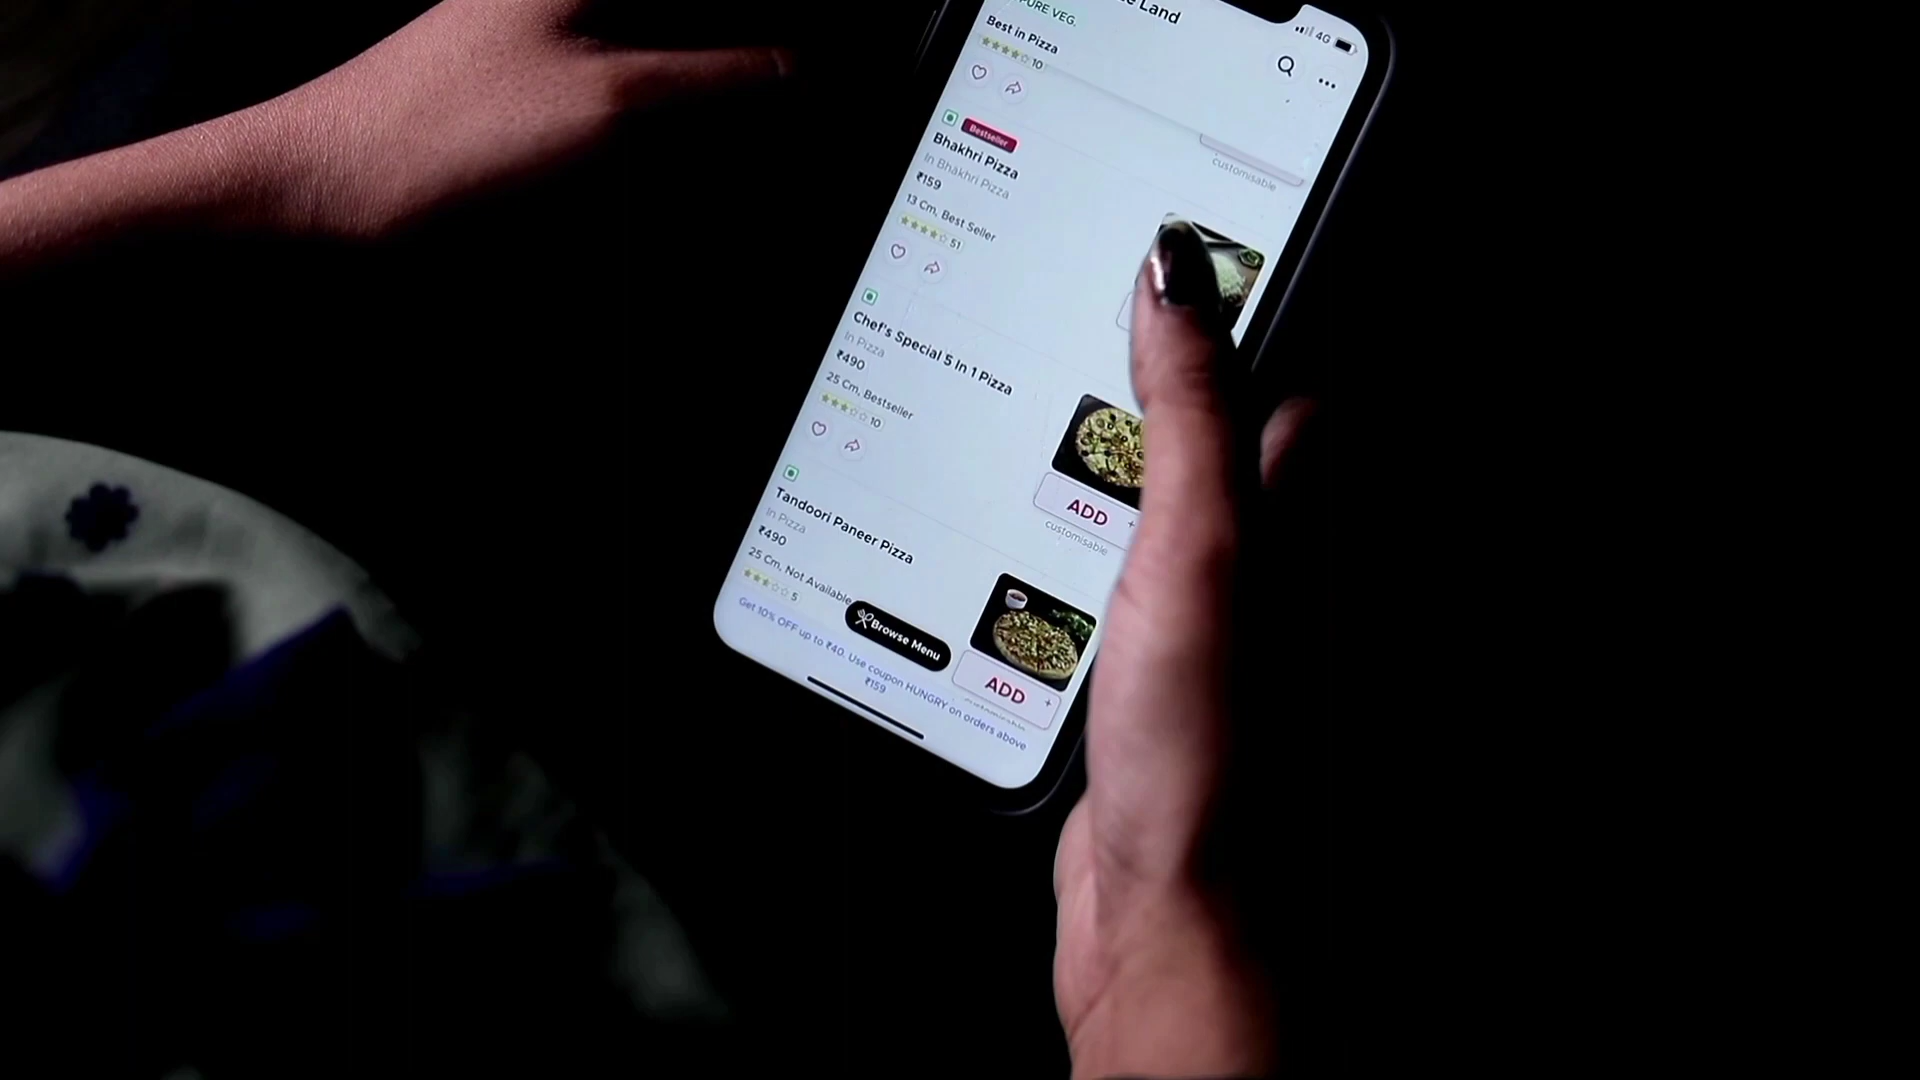 Land
4G
PURE VEG.
Best in Pizza
10
customisable
Bestseller
Bhakhri Pizza
In Bhakhri Pizza
₹159
13 Cm, Best Seller
51
Chef's Special 5 In 1 Pizza
In Pizza
₹490
25 Cm, Bestseller
10
ADD +
customisable
Tandoori Paneer Pizza
In Pizza
₹490
25 Cm, Not Available
5
Browse Menu
ADD +
Get 10% OFF up to ₹40. Use coupon HUNGRY on orders above
₹159